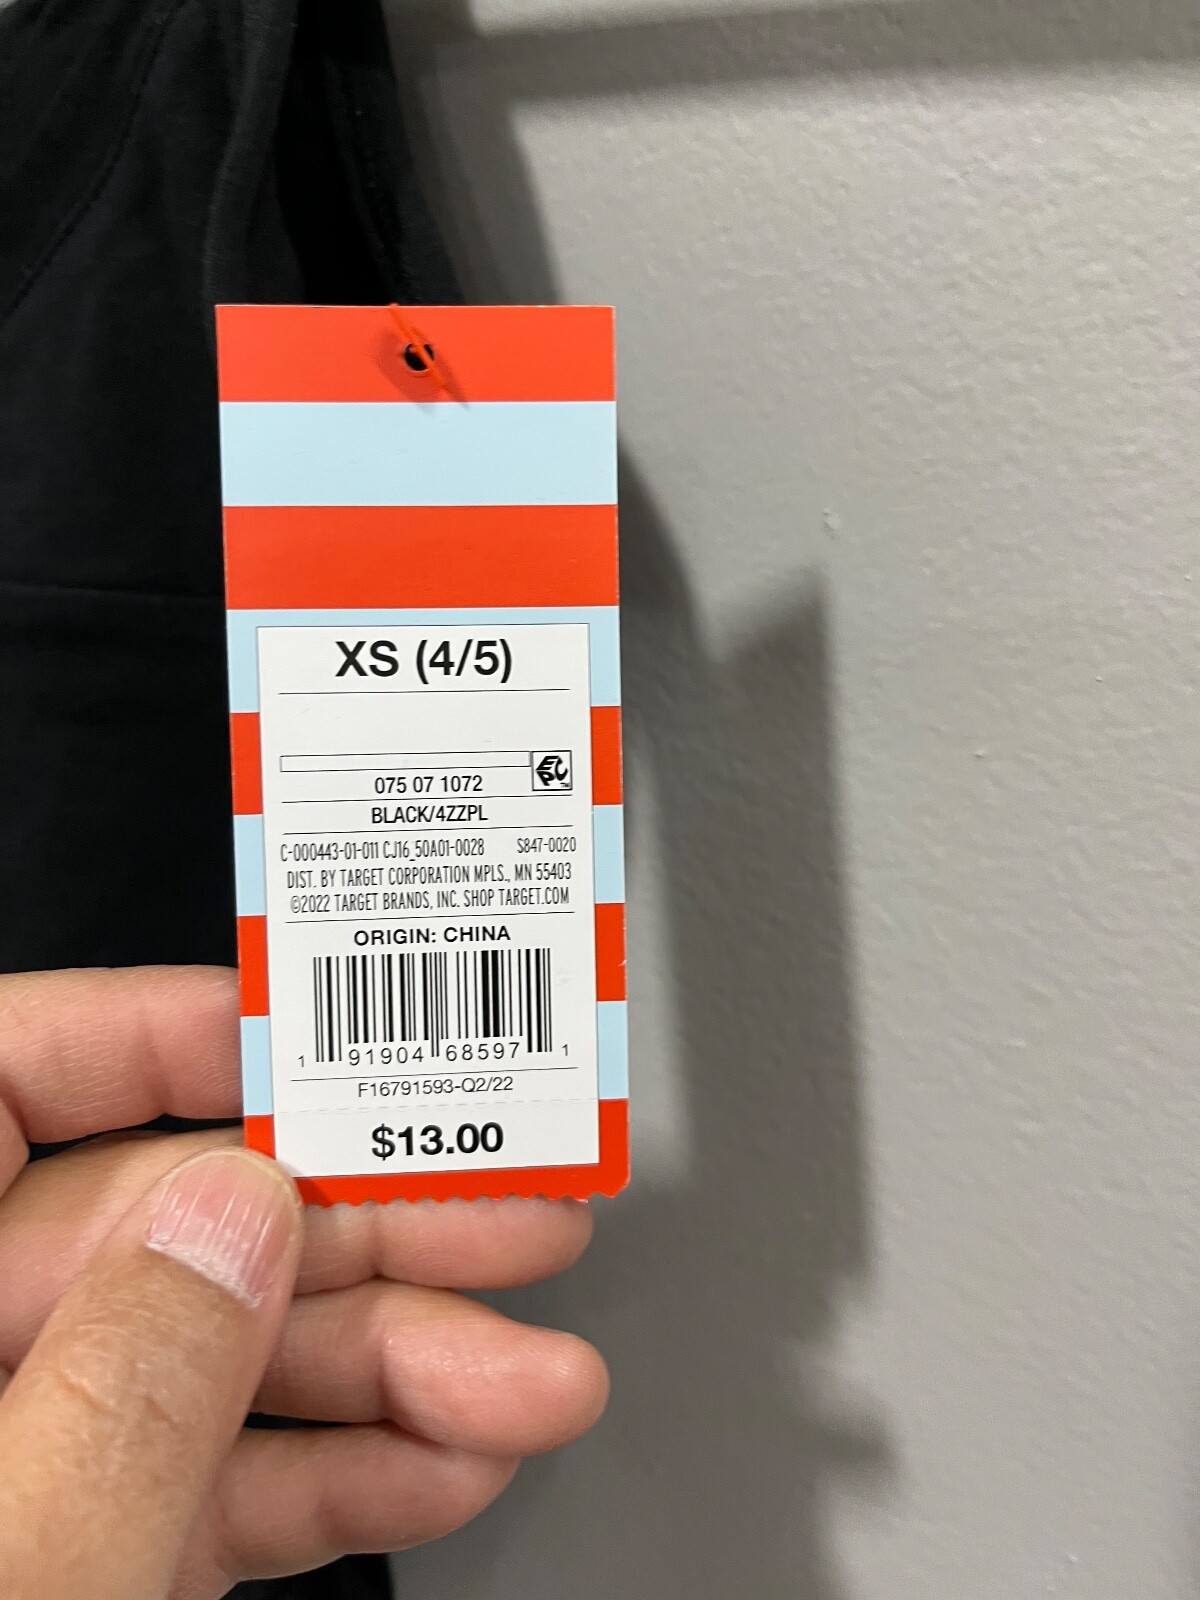 XS (4/5)
EPC™
075 07 1072
BLACK/4ZZPL
C-000443-01-011 CJ16_50A01-0028 S847-0020
DIST. BY TARGET CORPORATION MPLS., MN 55403
©2022 TARGET BRANDS, INC. SHOP TARGET.COM
ORIGIN: CHINA
1 91904 68597 1
F16791593-Q2/22
$13.00